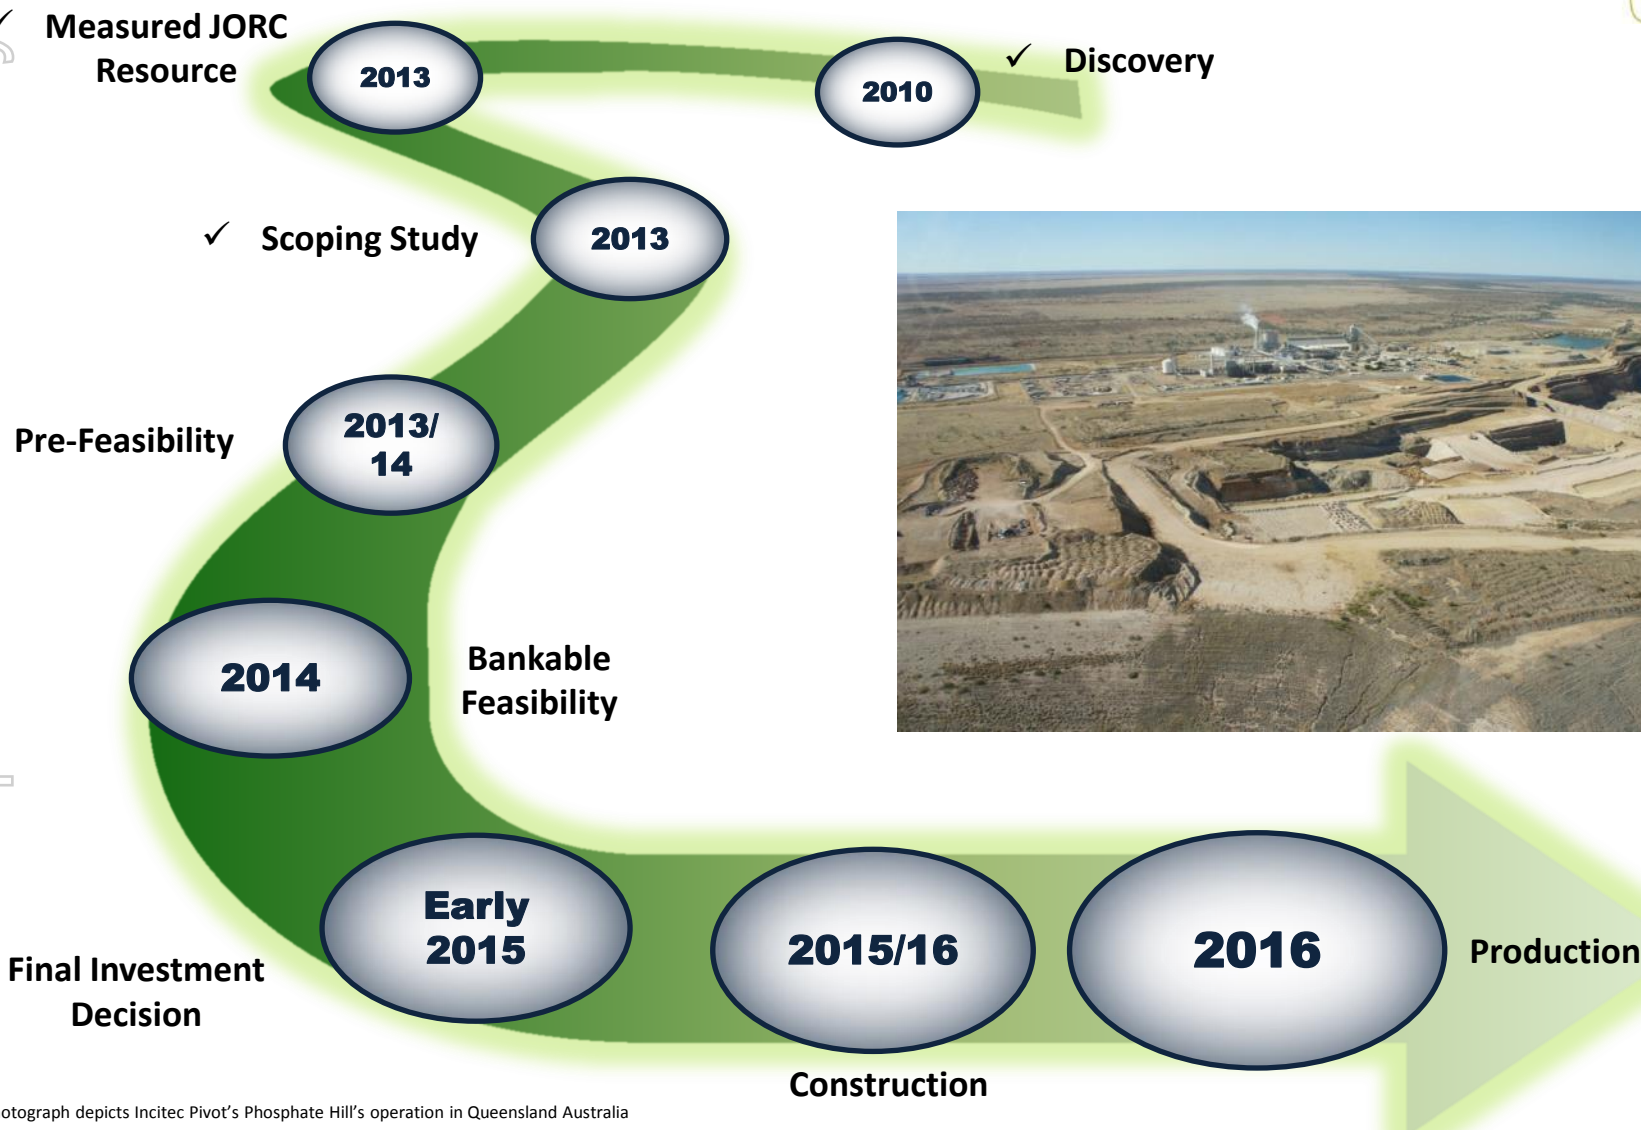 ✓ Measured JORC
Resource
2013
2010
✓ Discovery
✓ Scoping Study
2013
Pre-Feasibility
2013/
14
2014
Bankable
Feasibility
Early
2015
Final Investment
Decision
2015/16
Construction
2016
Production
otograph depicts Incitec Pivot’s Phosphate Hill’s operation in Queensland Australia